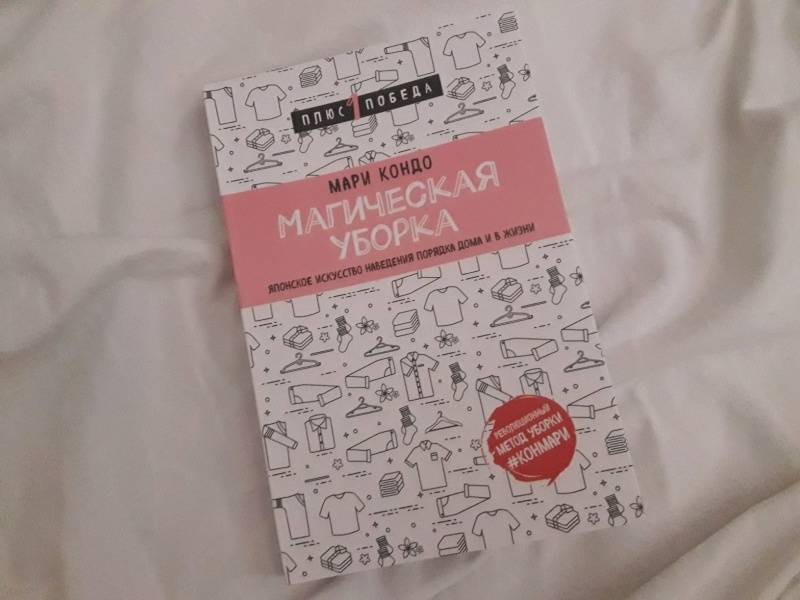 ПЛЮС 1 ПОБЕДА
МАРИ КОНДО
МАГИЧЕСКАЯ
УБОРКА
ЯПОНСКОЕ ИСКУССТВО НАВЕДЕНИЯ ПОРЯДКА ДОМА И В ЖИЗНИ
РЕВОЛЮЦИОННЫЙ
МЕТОД УБОРКИ
#КОНМАРИ